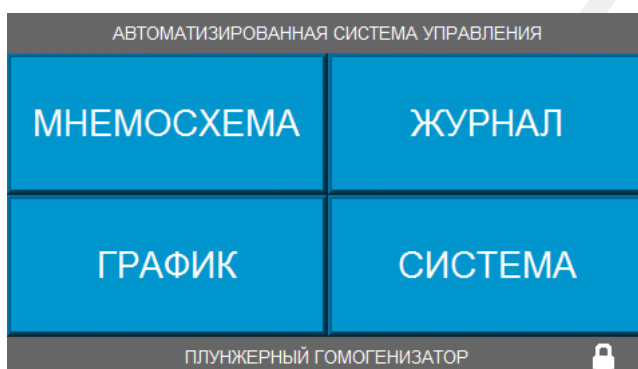 АВТОМАТИЗИРОВАННАЯ СИСТЕМА УПРАВЛЕНИЯ
МНЕМОСХЕМА
ЖУРНАЛ
ГРАФИК
СИСТЕМА
ПЛУНЖЕРНЫЙ ГОМОГЕНИЗАТОР